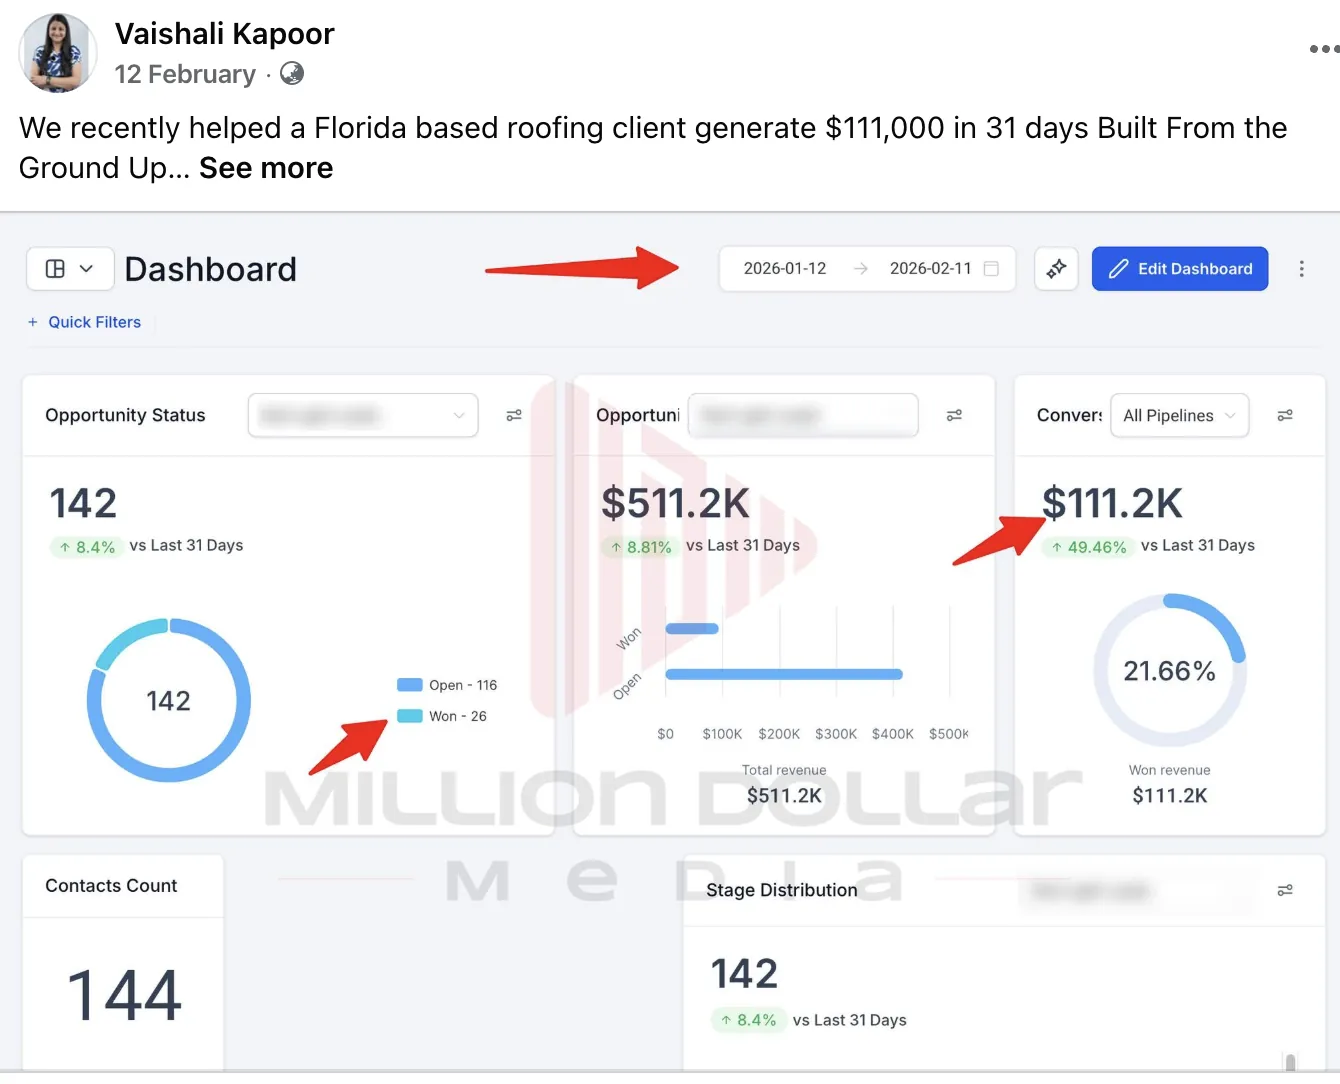 Vaishali Kapoor
12 February ·
We recently helped a Florida based roofing client generate $111,000 in 31 days Built From the
Ground Up... See more
Dashboard
2026-01-12 → 2026-02-11
Edit Dashboard
+ Quick Filters
Opportunity Status
142
↑ 8.4% vs Last 31 Days
142
Open - 116
Won - 26
Opportuni
$511.2K
↑ 8.81% vs Last 31 Days
Won
Open
$0 $100K $200K $300K $400K $500K
Total revenue
$511.2K
Convers
All Pipelines
$111.2K
↑ 49.46% vs Last 31 Days
21.66%
Won revenue
$111.2K
MILLION DOLLAR
MEDIA
Contacts Count
144
Stage Distribution
142
↑ 8.4% vs Last 31 Days